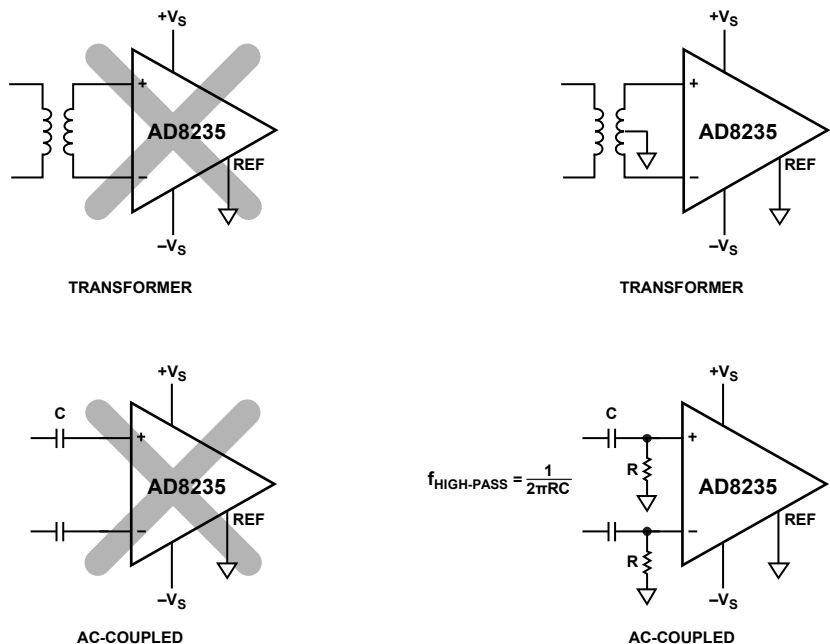 +VS
+
AD8235
REF
–
–VS
TRANSFORMER
+VS
+
AD8235
REF
–
–VS
TRANSFORMER
+VS
C
+
AD8235
REF
–
–VS
AC-COUPLED
+VS
C
+
R
fHIGH-PASS = 1/2πRC
AD8235
REF
–
R
–VS
AC-COUPLED